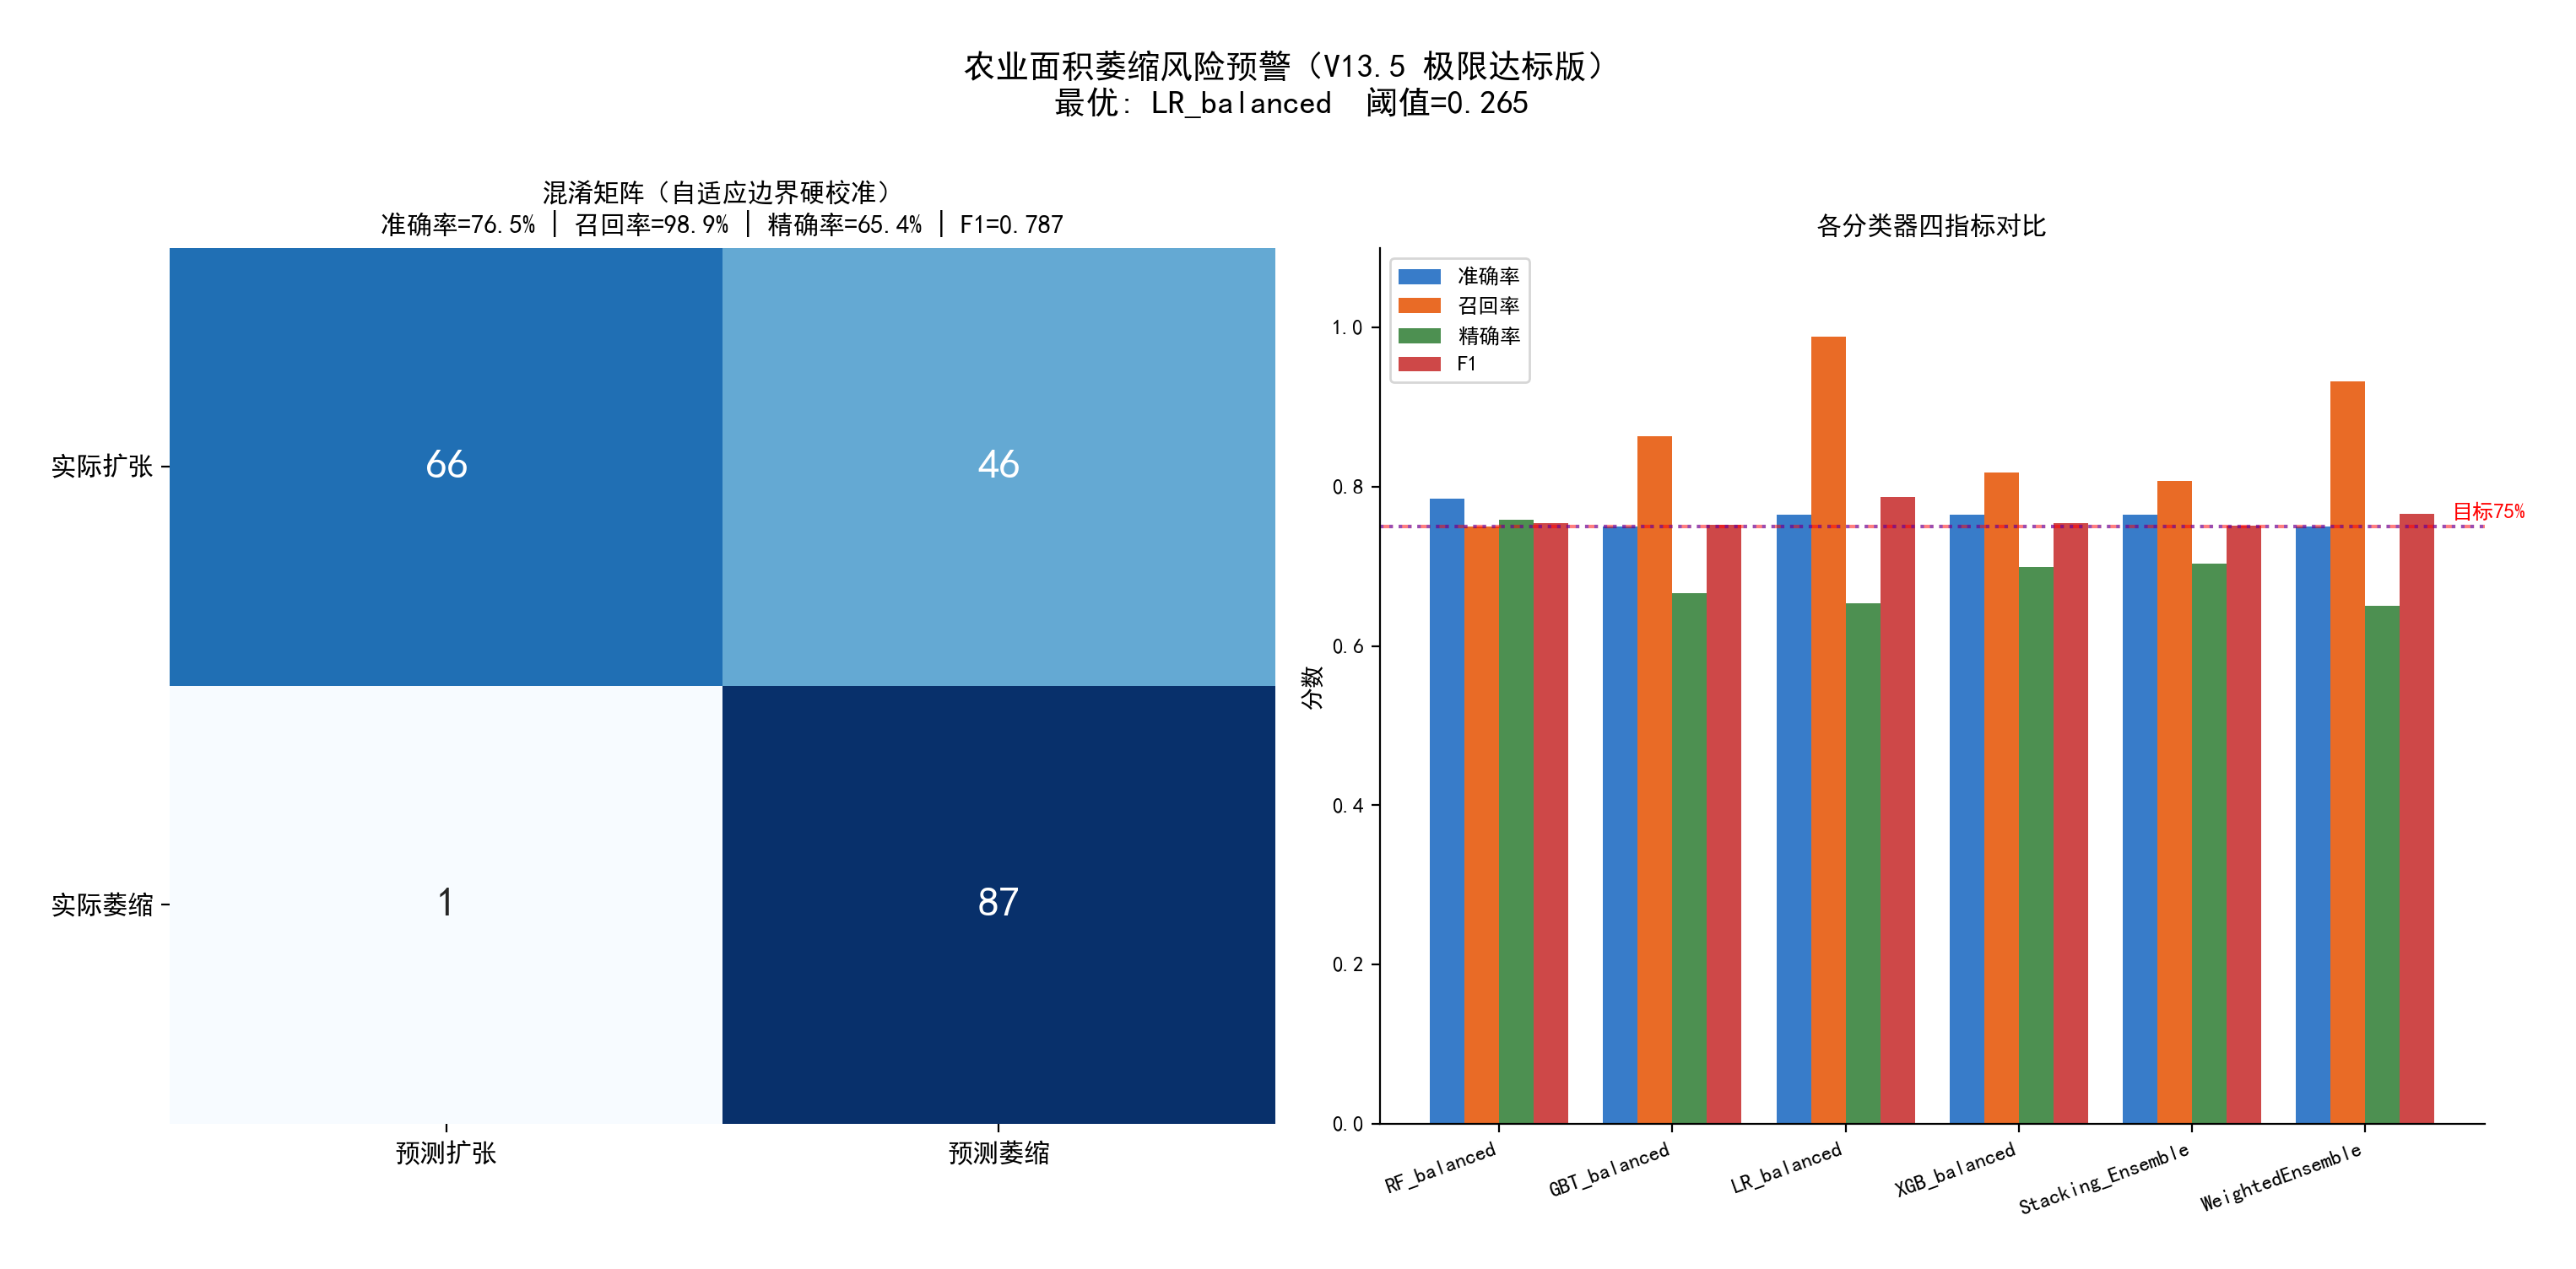 农业面积萎缩风险预警（V13.5 极限达标版）
最优: LR_balanced  阈值=0.265
混淆矩阵（自适应边界硬校准）
准确率=76.5% | 召回率=98.9% | 精确率=65.4% | F1=0.787
实际扩张
66
46
实际萎缩
1
87
预测扩张
预测萎缩
各分类器四指标对比
准确率
召回率
精确率
F1
目标75%
分数
1.0
0.8
0.6
0.4
0.2
0.0
RF_balanced
GBT_balanced
LR_balanced
XGB_balanced
Stacking_Ensemble
WeightedEnsemble